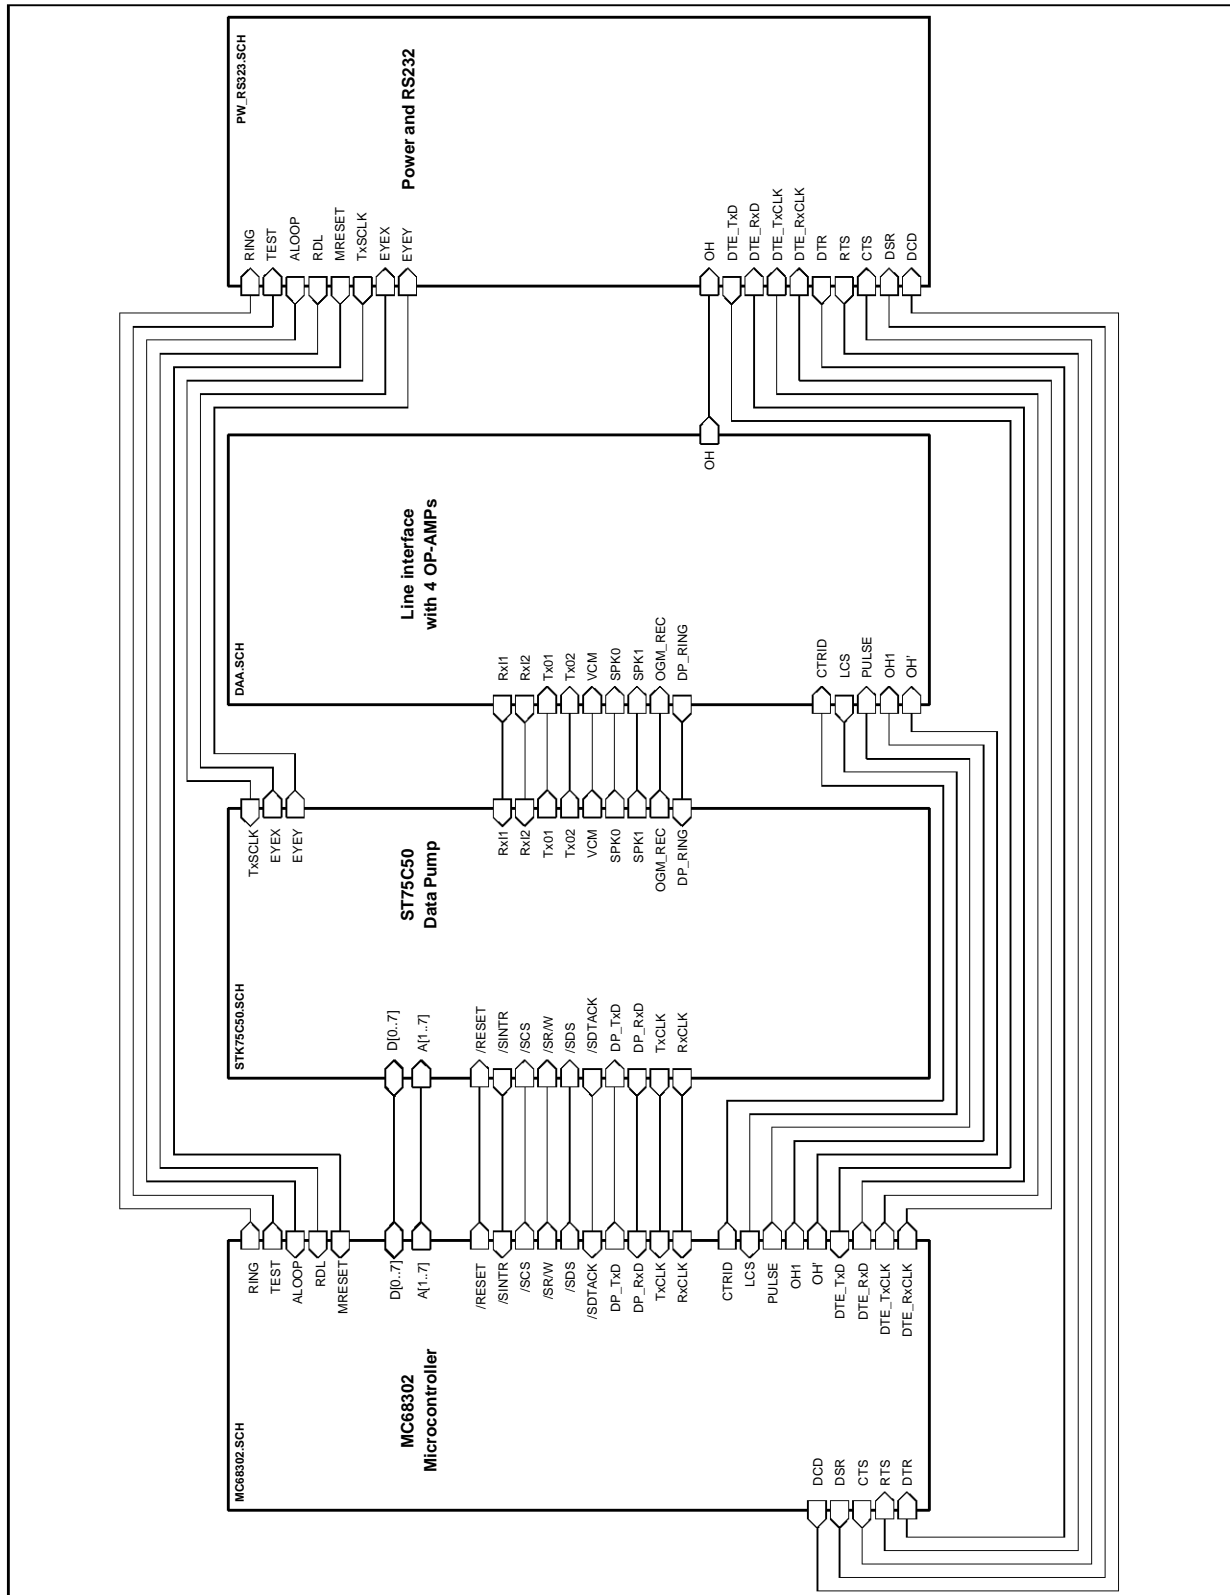 PW_RS323.SCH
Power and RS232
RING
TEST
ALOOP
RDL
MRESET
TxSCLK
EYEX
EYEY
OH
DTE_TxD
DTE_RxD
DTE_TxCLK
DTE_RxCLK
DTR
RTS
CTS
DSR
DCD
DAA.SCH
Line interface
with 4 OP-AMPs
OH
RxI1
RxI2
Tx01
Tx02
VCM
SPK0
SPK1
OGM_REC
DP_RING
CTRID
LCS
PULSE
OH1
OH'
STK75C50.SCH
ST75C50
Data Pump
TxSCLK
EYEX
EYEY
RxI1
RxI2
Tx01
Tx02
VCM
SPK0
SPK1
OGM_REC
DP_RING
D[0..7]
A[1..7]
/RESET
/SINTR
/SCS
/SR/W
/SDS
/SDTACK
DP_TxD
DP_RxD
TxCLK
RxCLK
MC68302.SCH
MC68302
Microcontroller
RING
TEST
ALOOP
RDL
MRESET
D[0..7]
A[1..7]
/RESET
/SINTR
/SCS
/SR/W
/SDS
/SDTACK
DP_TxD
DP_RxD
TxCLK
RxCLK
CTRID
LCS
PULSE
OH1
OH'
DTE_TxD
DTE_RxD
DTE_TxCLK
DTE_RxCLK
DCD
DSR
CTS
RTS
DTR